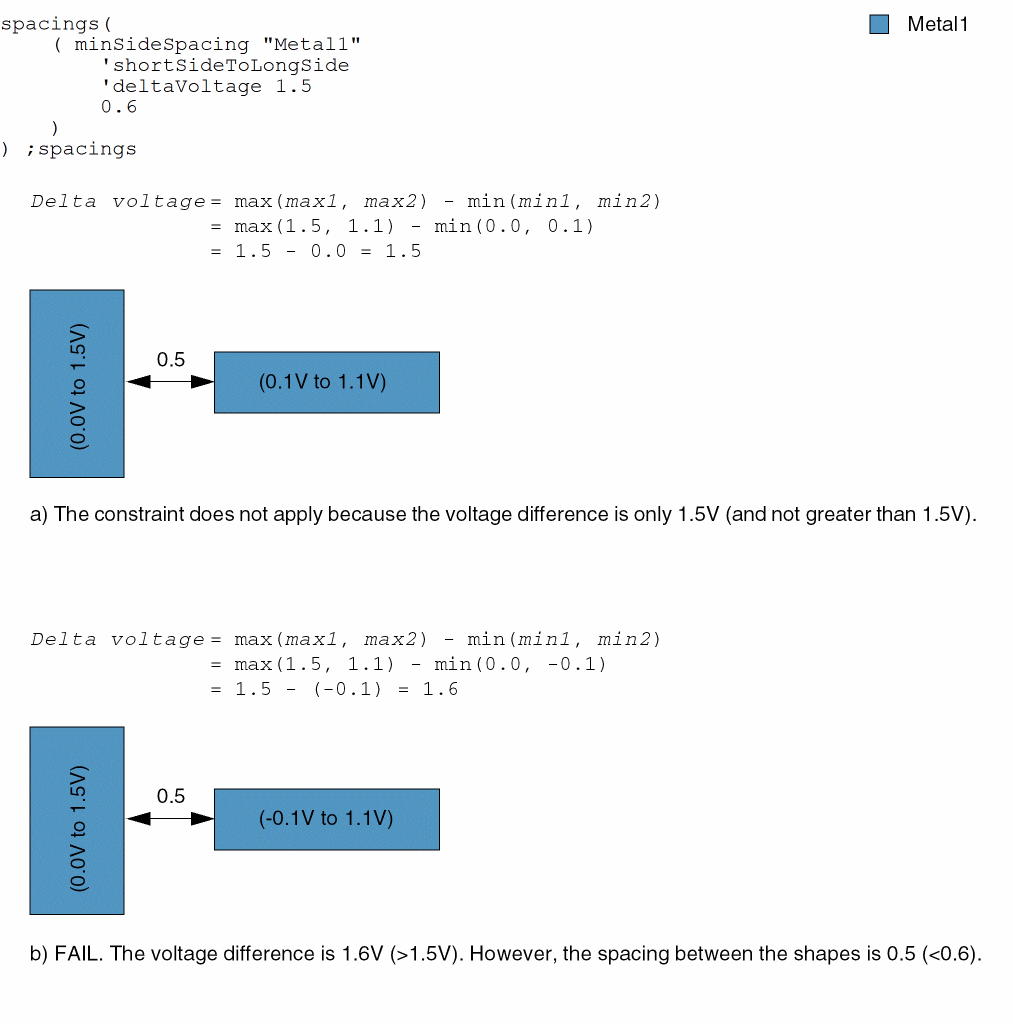 spacings(
    ( minSideSpacing "Metal1"
        'shortSideToLongSide
        'deltaVoltage 1.5
        0.6
    )
) ;spacings
Metal1
Delta voltage = max(max1, max2) - min(min1, min2)
= max(1.5, 1.1) - min(0.0, 0.1)
= 1.5 - 0.0 = 1.5
(0.0V to 1.5V)
0.5
(0.1V to 1.1V)
a) The constraint does not apply because the voltage difference is only 1.5V (and not greater than 1.5V).
Delta voltage = max(max1, max2) - min(min1, min2)
= max(1.5, 1.1) - min(0.0, -0.1)
= 1.5 - (-0.1) = 1.6
(0.0V to 1.5V)
0.5
(-0.1V to 1.1V)
b) FAIL. The voltage difference is 1.6V (>1.5V). However, the spacing between the shapes is 0.5 (<0.6).